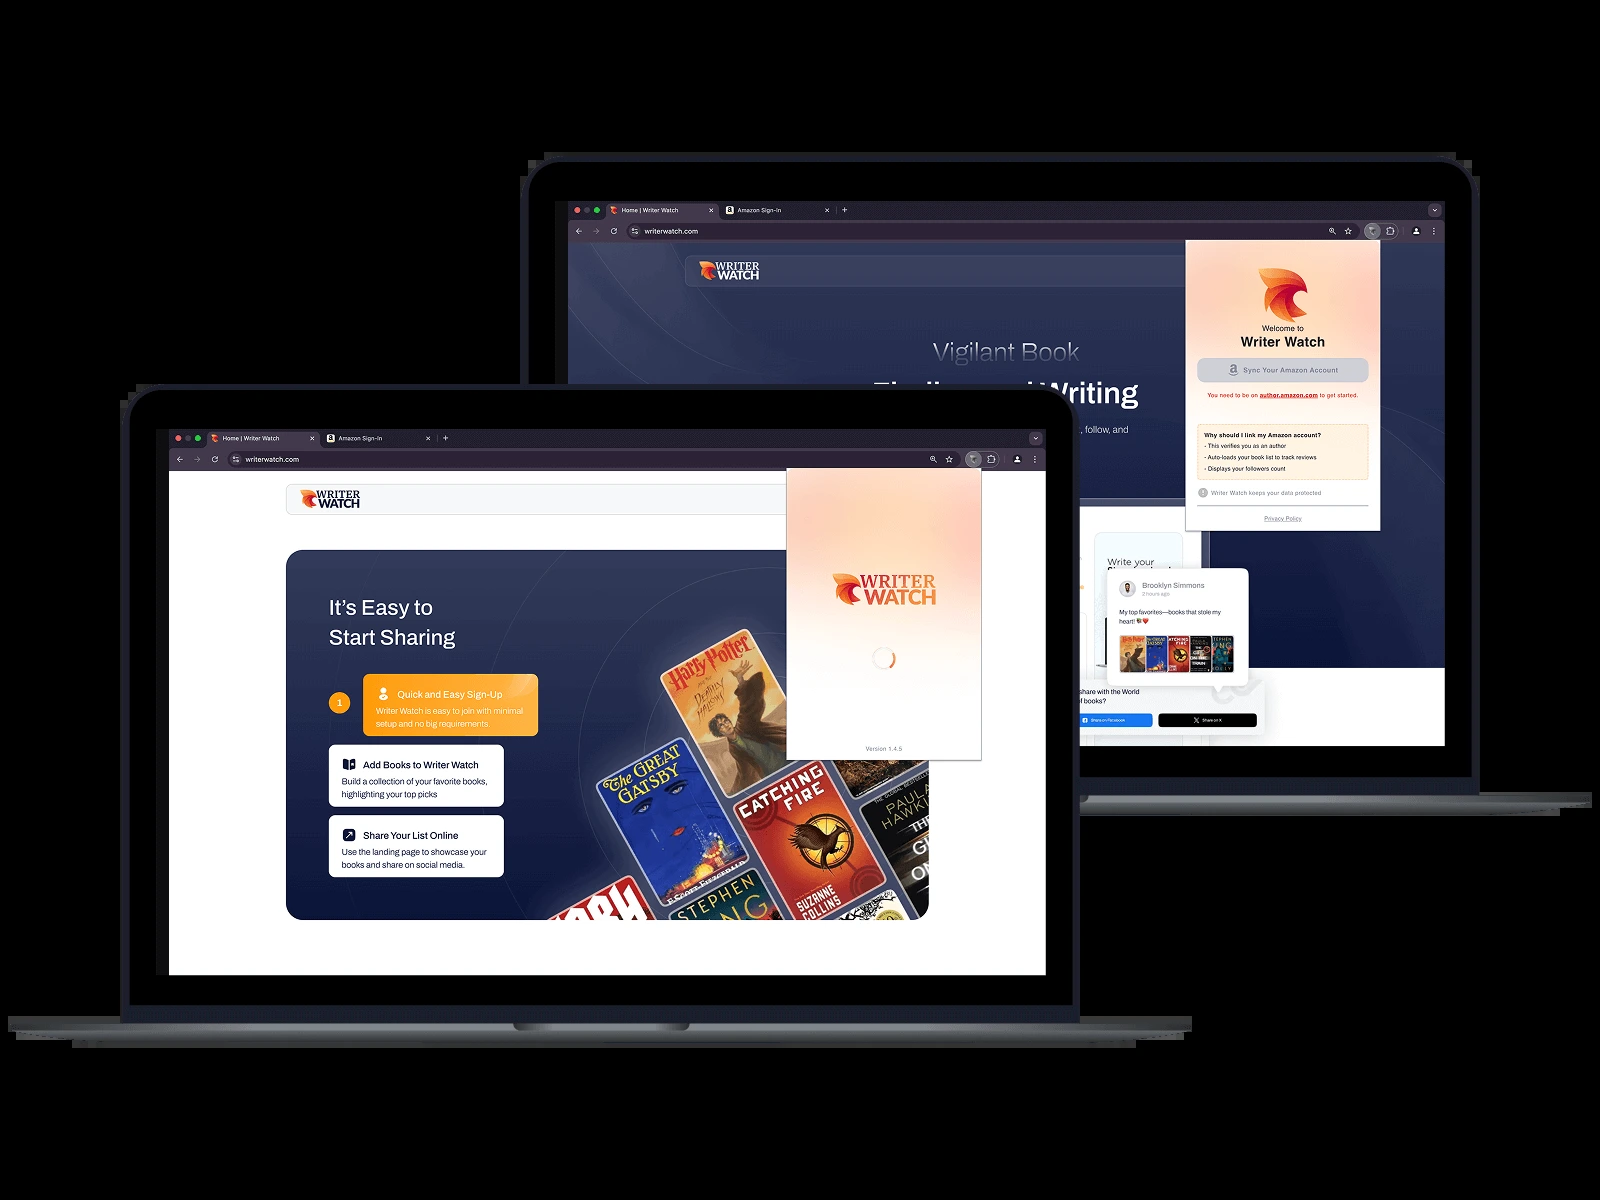 Home | Writer Watch
Amazon Sign-In
writerwatch.com
WRITER
WATCH
Vigilant Book
Writing
, follow, and
Welcome to
Writer Watch
a Sync Your Amazon Account
You need to be on author.amazon.com to get started.
Why should I link my Amazon account?
- This verifies you as an author
- Auto-loads your book list to track reviews
- Displays your followers count
Writer Watch keeps your data protected
Privacy Policy
Write your
Brooklyn Simmons
2 hours ago
My top favorites—books that stole my
heart!
share with the World
books?
Share on Facebook
X Share on X
Home | Writer Watch
Amazon Sign-In
writerwatch.com
WRITER
WATCH
It's Easy to
Start Sharing
1
Quick and Easy Sign-Up
Writer Watch is easy to join with minimal
setup and no big requirements
Add Books to Writer Watch
Build a collection of your favorite books,
highlighting your top picks
Share Your List Online
Use the landing page to showcase your
books and share on social media.
Harry Potter
AND THE
DEATHLY
HALLOWS
The GREAT
GATSBY
F. SCOTT FITZGERALD
CATCHING
FIRE
SUZANNE
COLLINS
PAULA
HAWKI
THE
STEPHEN
WRITER
WATCH
Version 1.4.5